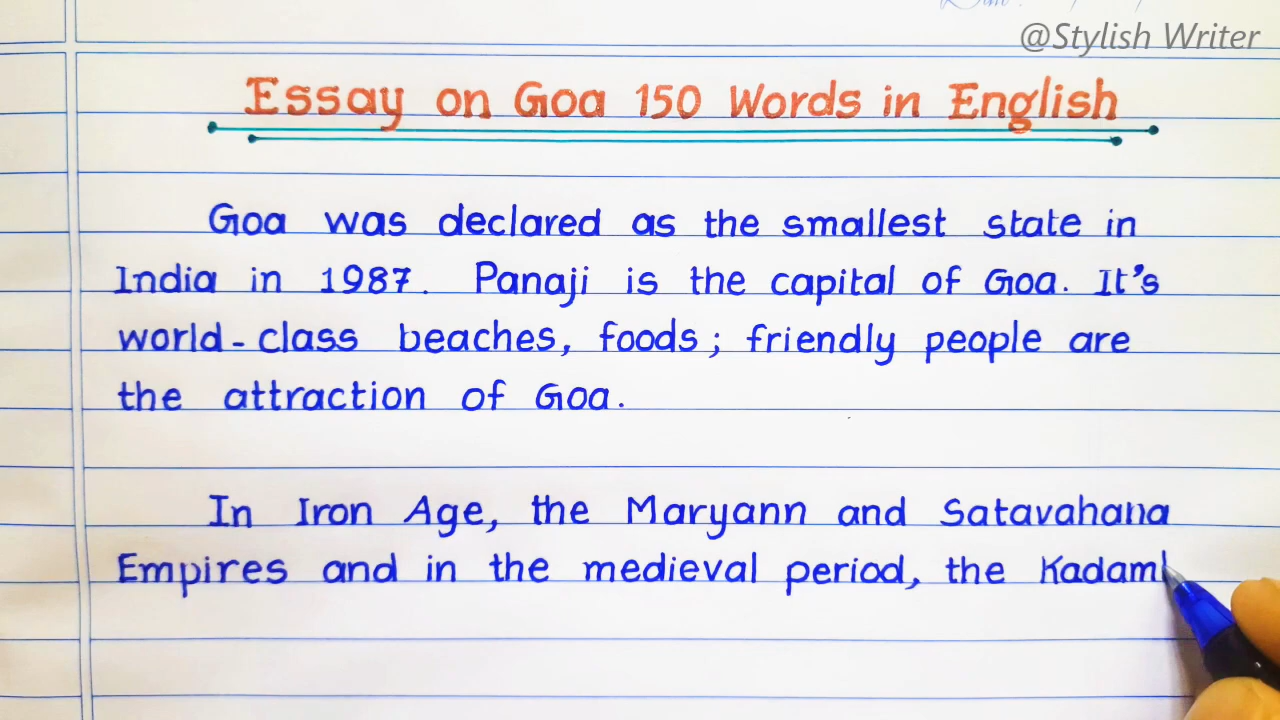 @Stylish Writer
Essay on Goa 150 Words in English
Goa was declared as the smallest state in
India in 1987. Panaji is the capital of Goa. It's
world-class beaches, foods; friendly people are
the attraction of Goa.
In Iron Age, the Maryann and Satavahana
Empires and in the medieval period, the